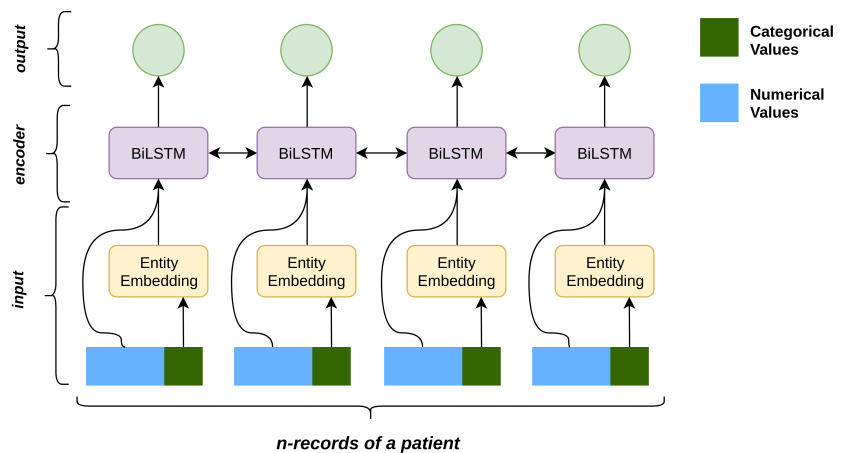 output
encoder
input
BiLSTM
BiLSTM
BiLSTM
BiLSTM
Entity
Embedding
Entity
Embedding
Entity
Embedding
Entity
Embedding
n-records of a patient
Categorical
Values
Numerical
Values